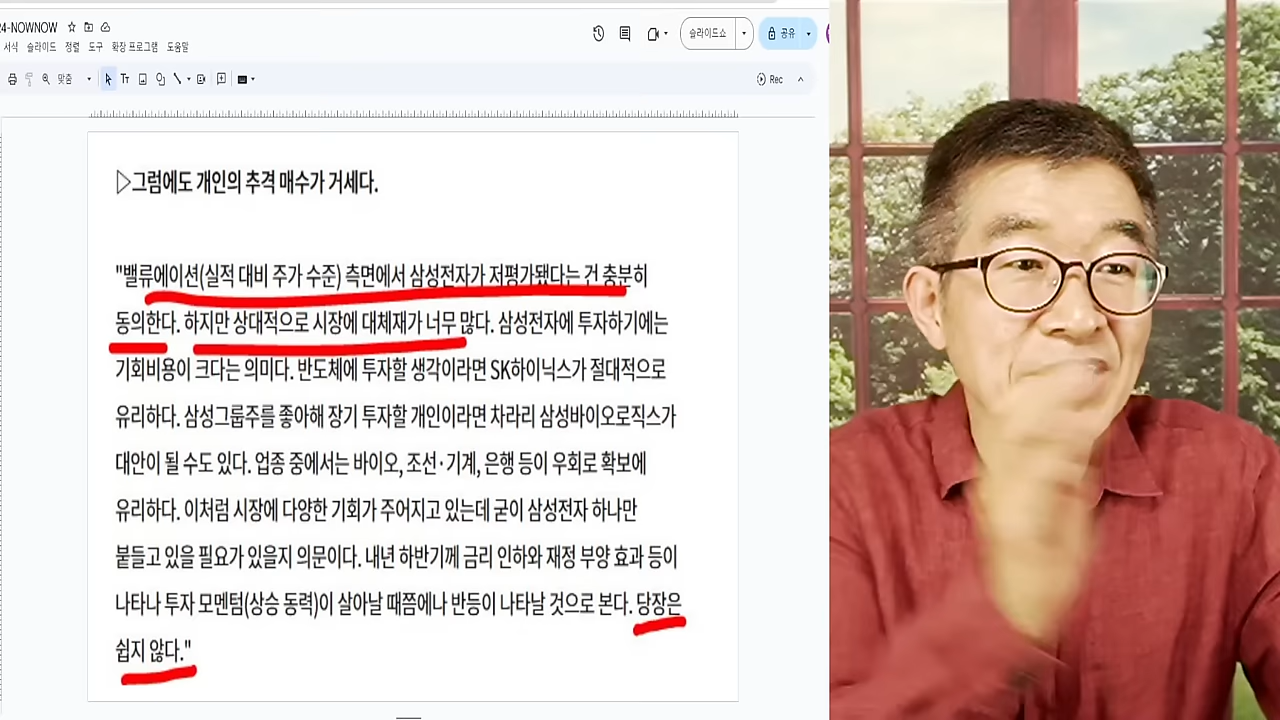 24-NOWNOW
서식 슬라이드 정렬 도구 확장 프로그램 도움말
슬라이드쇼
공유
맞춤
Rec
▷그럼에도 개인의 추격 매수가 거세다.
"밸류에이션(실적 대비 주가 수준) 측면에서 삼성전자가 저평가됐다는 건 충분히
동의한다. 하지만 상대적으로 시장에 대체재가 너무 많다. 삼성전자에 투자하기에는
기회비용이 크다는 의미다. 반도체에 투자할 생각이라면 SK하이닉스가 절대적으로
유리하다. 삼성그룹주를 좋아해 장기 투자할 개인이라면 차라리 삼성바이오로직스가
대안이 될 수도 있다. 업종 중에서는 바이오, 조선·기계, 은행 등이 우회로 확보에
유리하다. 이처럼 시장에 다양한 기회가 주어지고 있는데 굳이 삼성전자 하나만
붙들고 있을 필요가 있을지 의문이다. 내년 하반기께 금리 인하와 재정 부양 효과 등이
나타나 투자 모멘텀(상승 동력)이 살아날 때쯤에나 반등이 나타날 것으로 본다. 당장은
쉽지 않다."